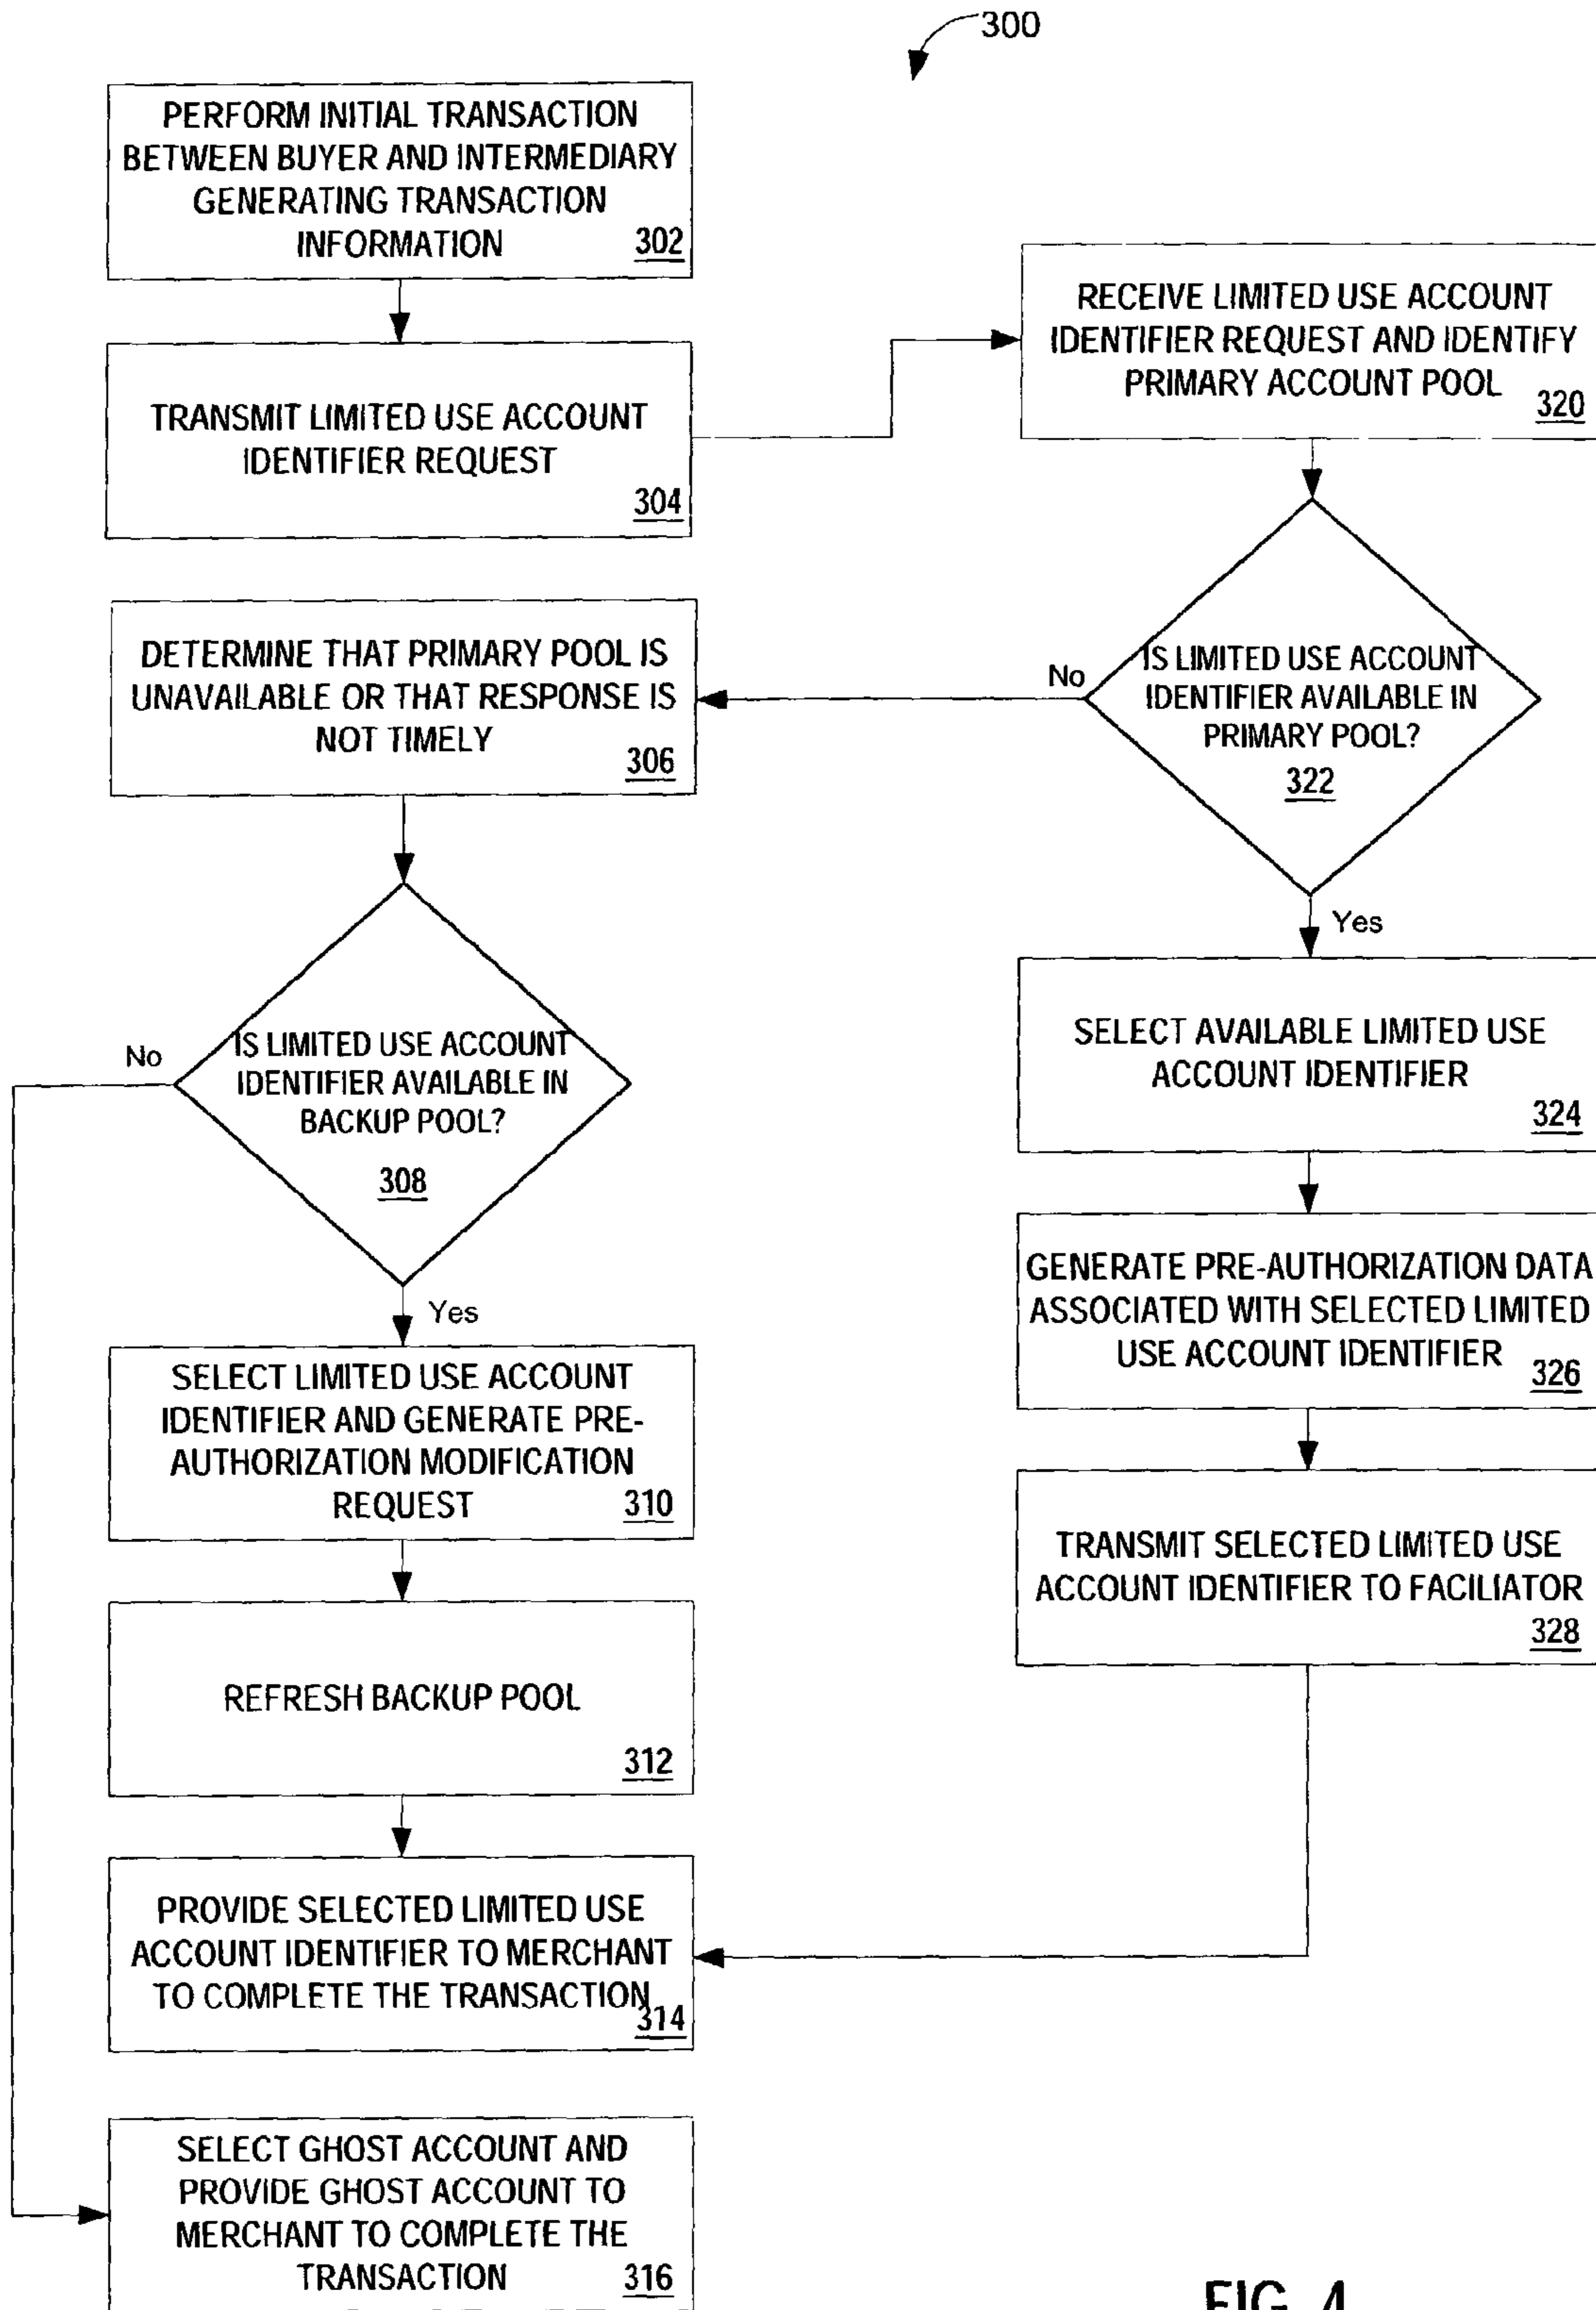 300
PERFORM INITIAL TRANSACTION
BETWEEN BUYER AND INTERMEDIARY
GENERATING TRANSACTION
INFORMATION
302
TRANSMIT LIMITED USE ACCOUNT
IDENTIFIER REQUEST
304
RECEIVE LIMITED USE ACCOUNT
IDENTIFIER REQUEST AND IDENTIFY
PRIMARY ACCOUNT POOL
320
IS LIMITED USE ACCOUNT
IDENTIFIER AVAILABLE IN
PRIMARY POOL?
322
No
Yes
DETERMINE THAT PRIMARY POOL IS
UNAVAILABLE OR THAT RESPONSE IS
NOT TIMELY
306
IS LIMITED USE ACCOUNT
IDENTIFIER AVAILABLE IN
BACKUP POOL?
308
No
Yes
SELECT AVAILABLE LIMITED USE
ACCOUNT IDENTIFIER
324
GENERATE PRE-AUTHORIZATION DATA
ASSOCIATED WITH SELECTED LIMITED
USE ACCOUNT IDENTIFIER
326
TRANSMIT SELECTED LIMITED USE
ACCOUNT IDENTIFIER TO FACILIATOR
328
SELECT LIMITED USE ACCOUNT
IDENTIFIER AND GENERATE PRE-
AUTHORIZATION MODIFICATION
REQUEST
310
REFRESH BACKUP POOL
312
PROVIDE SELECTED LIMITED USE
ACCOUNT IDENTIFIER TO MERCHANT
TO COMPLETE THE TRANSACTION
314
SELECT GHOST ACCOUNT AND
PROVIDE GHOST ACCOUNT TO
MERCHANT TO COMPLETE THE
TRANSACTION
316
FIG. 4